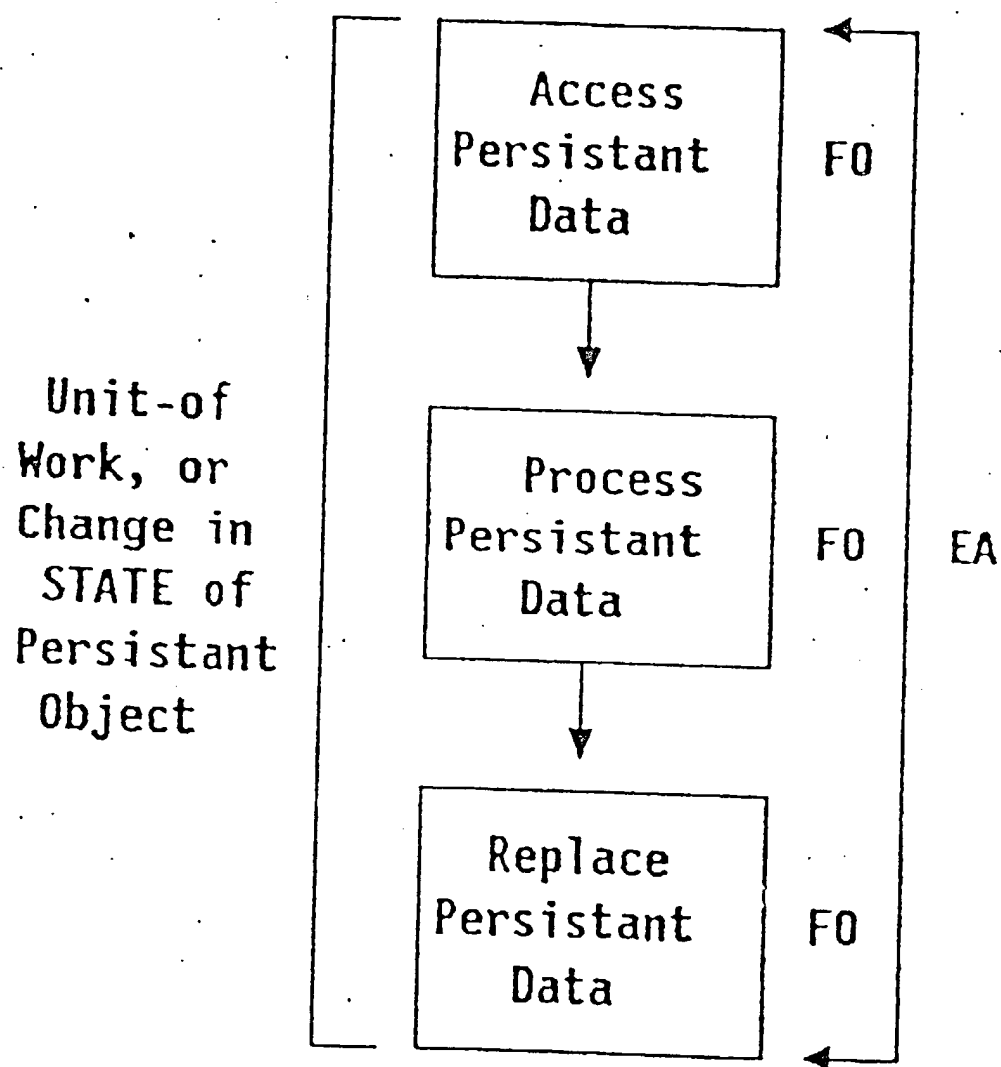 Access
Persistant
Data
FO
Unit-of
Work, or
Change in
STATE of
Persistant
Object
Process
Persistant
Data
FO
EA
Replace
Persistant
Data
FO